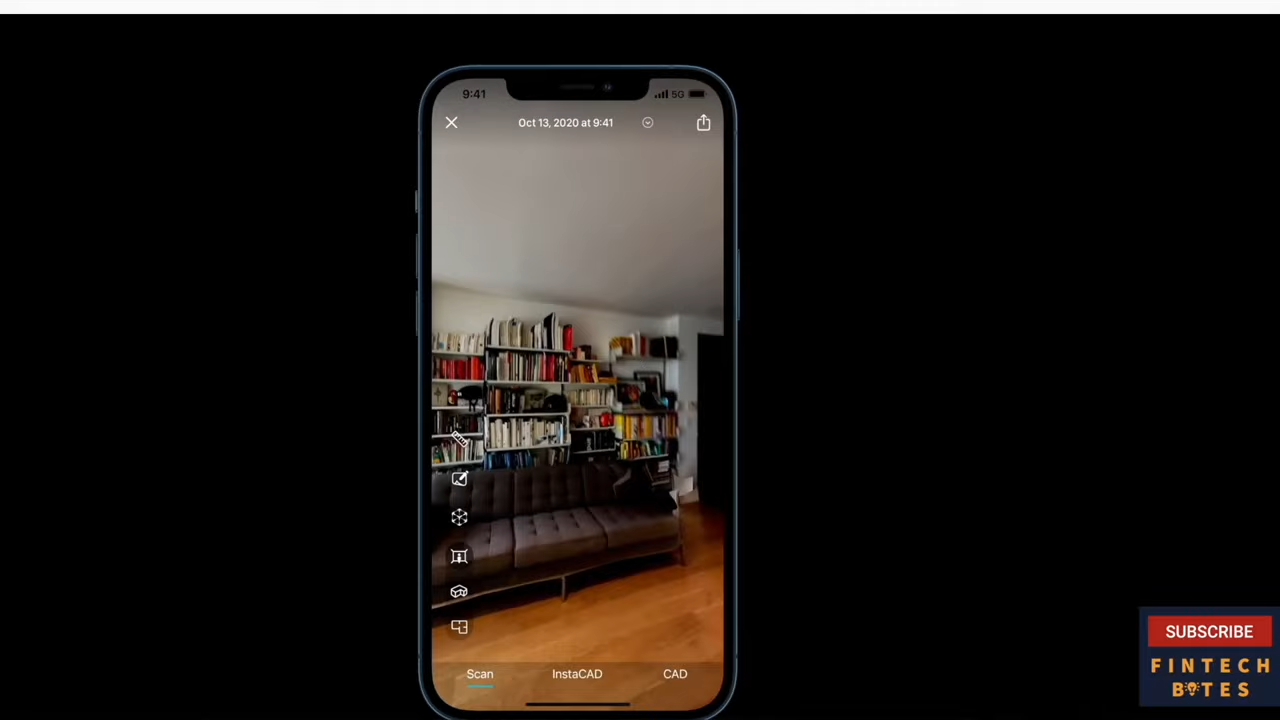 9:41
5G
Oct 13, 2020 at 9:41
Scan
InstaCAD
CAD
SUBSCRIBE
FINTECH
BYTES